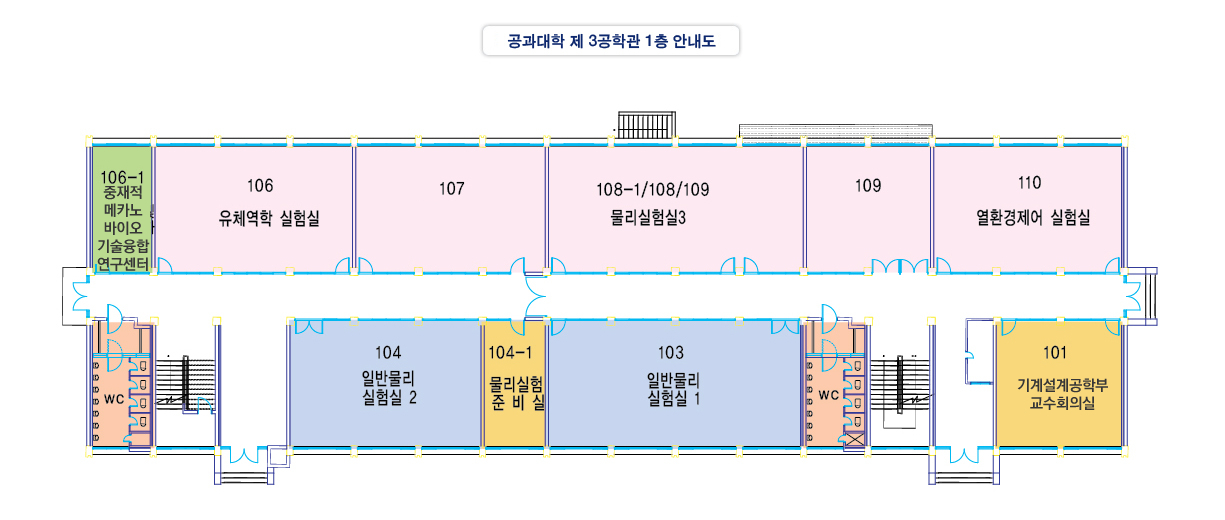 공과대학 제 3공학관 1층 안내도
106-1
중재적
메카노
바이오
기술융합
연구센터
106
유체역학 실험실
107
108-1/108/109
물리실험실3
109
110
열환경제어 실험실
WC
104
일반물리
실험실 2
104-1
물리실험
준 비 실
103
일반물리
실험실 1
WC
101
기계설계공학부
교수회의실